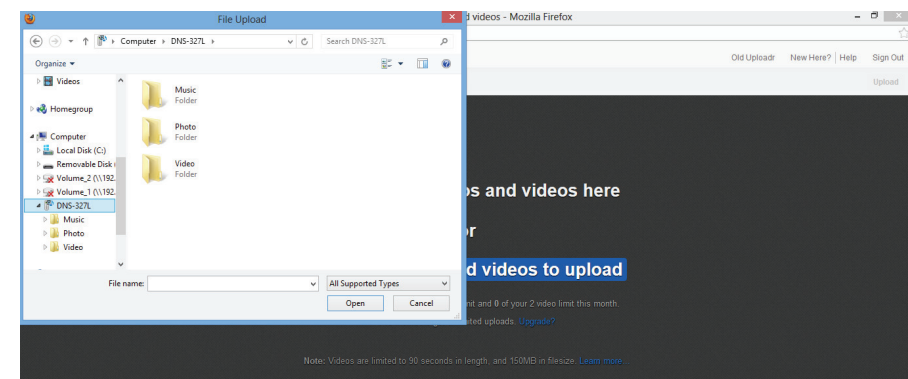 File Upload
d videos - Mozilla Firefox
Computer
DNS-327L
Search DNS-327L
Organize
Old Uploadr
New Here?
Help
Sign Out
Upload
Videos
Homegroup
Computer
Local Disk (C:)
Removable Disk
Volume_2 (\\192.
Volume_1 (\\192.
DNS-327L
Music
Photo
Video
Music
Folder
Photo
Folder
Video
Folder
File name:
All Supported Types
Open
Cancel
os and videos here
or
d videos to upload
mit and 0 of your 2 video limit this month.
ited uploads. Upgrade?
Note: Videos are limited to 90 seconds in length, and 150MB in filesize. Learn more.